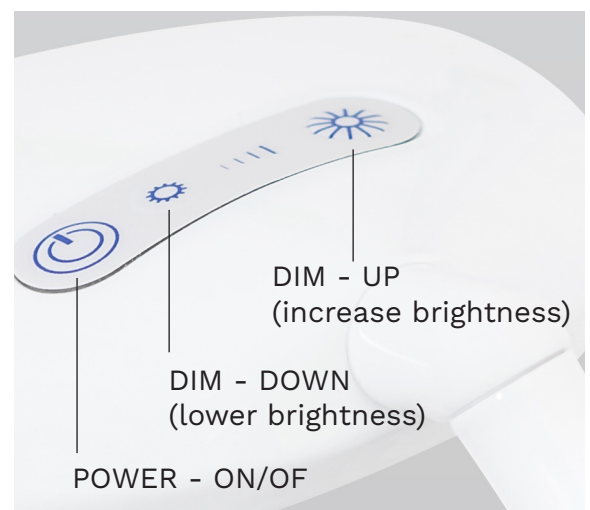 DIM - UP
(increase brightness)
DIM - DOWN
(lower brightness)
POWER - ON/OF